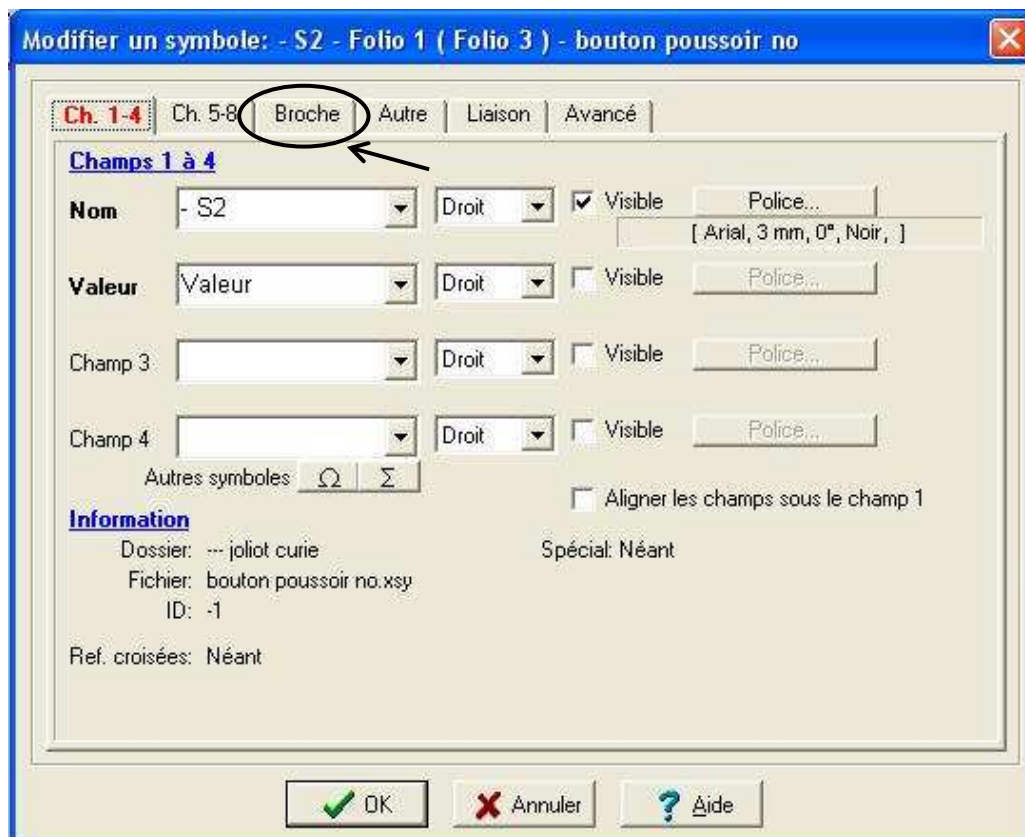 Modifier un symbole: - S2 - Folio 1 ( Folio 3 ) - bouton poussoir no
Ch. 1-4 Ch. 5-8 Broche Autre Liaison Avancé
Champs 1 à 4
Nom - S2 Droit Visible Police...
[ Arial, 3 mm, 0°, Noir, ]
Valeur Valeur Droit Visible Police...
Champ 3 Droit Visible Police...
Champ 4 Droit Visible Police...
Autres symboles Ω Σ
Aligner les champs sous le champ 1
Information
Dossier: --- joliot curie Spécial: Néant
Fichier: bouton poussoir no.xsy
ID: -1
Ref. croisées: Néant
OK Annuler ? Aide